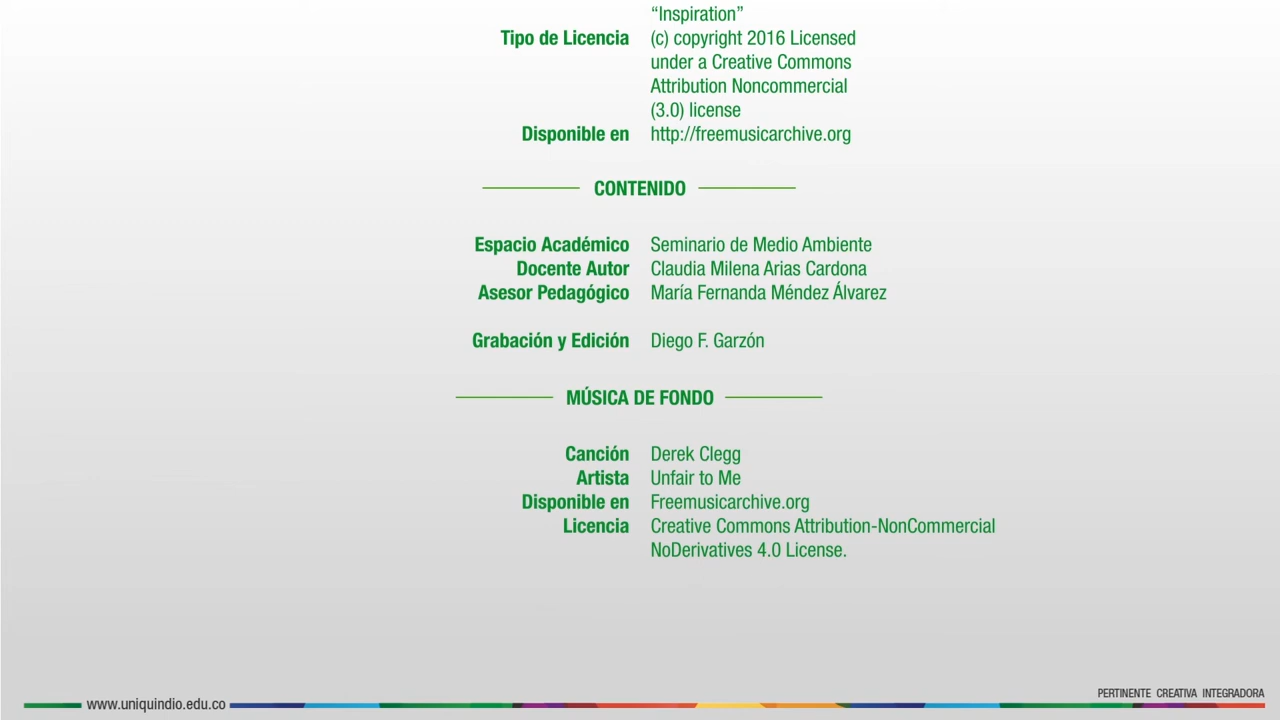 “Inspiration”
Tipo de Licencia (c) copyright 2016 Licensed
under a Creative Commons
Attribution Noncommercial
(3.0) license
Disponible en http://freemusicarchive.org
CONTENIDO
Espacio Académico Seminario de Medio Ambiente
Docente Autor Claudia Milena Arias Cardona
Asesor Pedagógico María Fernanda Méndez Álvarez
Grabación y Edición Diego F. Garzón
MÚSICA DE FONDO
Canción Derek Clegg
Artista Unfair to Me
Disponible en Freemusicarchive.org
Licencia Creative Commons Attribution-NonCommercial
NoDerivatives 4.0 License.
PERTINENTE CREATIVA INTEGRADORA
www.uniquindio.edu.co